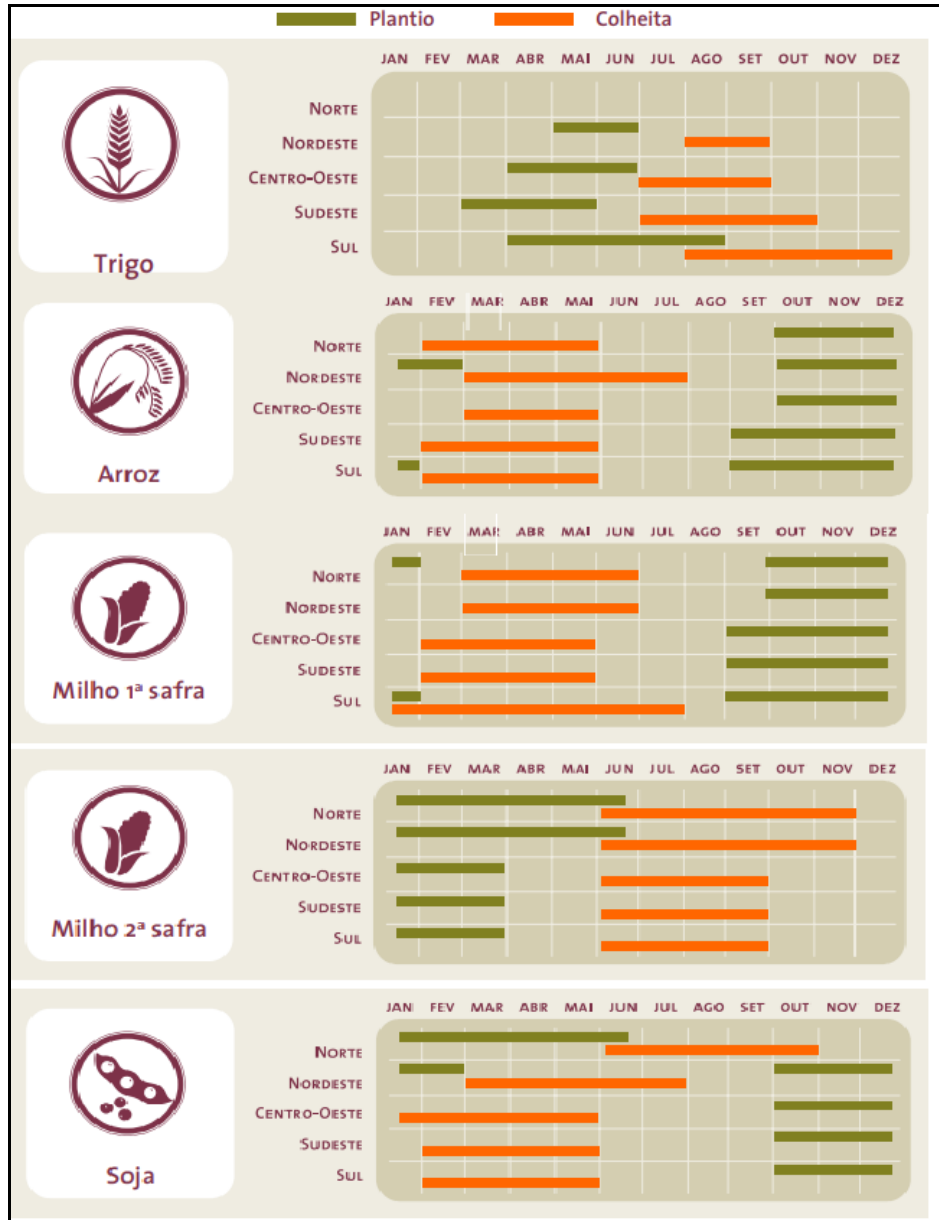 Plantio Colheita
JAN FEV MAR ABR MAI JUN JUL AGO SET OUT NOV DEZ
NORTE
NORDESTE
CENTRO-OESTE
SUDESTE
SUL
Trigo
JAN FEV MAR ABR MAI JUN JUL AGO SET OUT NOV DEZ
NORTE
NORDESTE
CENTRO-OESTE
SUDESTE
SUL
Arroz
JAN FEV MAR ABR MAI JUN JUL AGO SET OUT NOV DEZ
NORTE
NORDESTE
CENTRO-OESTE
SUDESTE
SUL
Milho 1ª safra
JAN FEV MAR ABR MAI JUN JUL AGO SET OUT NOV DEZ
NORTE
NORDESTE
CENTRO-OESTE
SUDESTE
SUL
Milho 2ª safra
JAN FEV MAR ABR MAI JUN JUL AGO SET OUT NOV DEZ
NORTE
NORDESTE
CENTRO-OESTE
SUDESTE
SUL
Soja